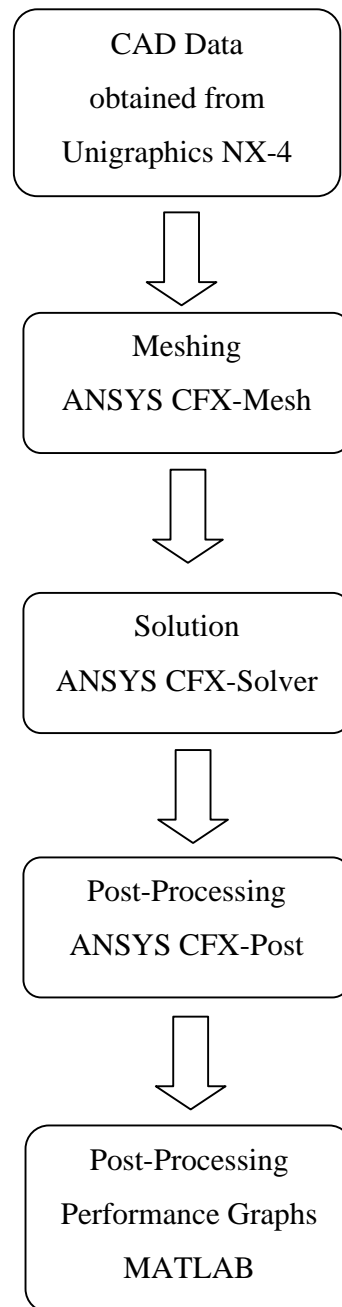 CAD Data
obtained from
Unigraphics NX-4
Meshing
ANSYS CFX-Mesh
Solution
ANSYS CFX-Solver
Post-Processing
ANSYS CFX-Post
Post-Processing
Performance Graphs
MATLAB